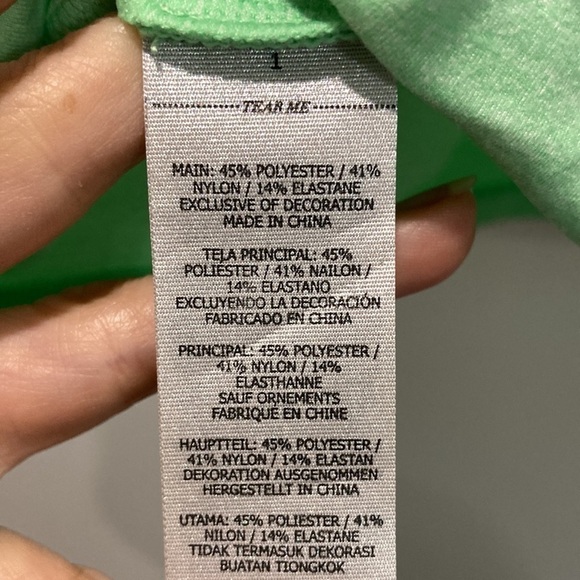 1
TEAR ME
MAIN: 45% POLYESTER / 41%
NYLON / 14% ELASTANE
EXCLUSIVE OF DECORATION
MADE IN CHINA
TELA PRINCIPAL: 45%
POLIESTER / 41% NAILON /
14% ELASTANO
EXCLUYENDO LA DECORACIÓN
FABRICADO EN CHINA
PRINCIPAL: 45% POLYESTER /
41% NYLON / 14%
ELASTHANNE
SAUF ORNEMENTS
FABRIQUÉ EN CHINE
HAUPTTEIL: 45% POLYESTER /
41% NYLON / 14% ELASTAN
DEKORATION AUSGENOMMEN
HERGESTELLT IN CHINA
UTAMA: 45% POLIESTER / 41%
NILON / 14% ELASTANE
TIDAK TERMASUK DEKORASI
BUATAN TIONGKOK